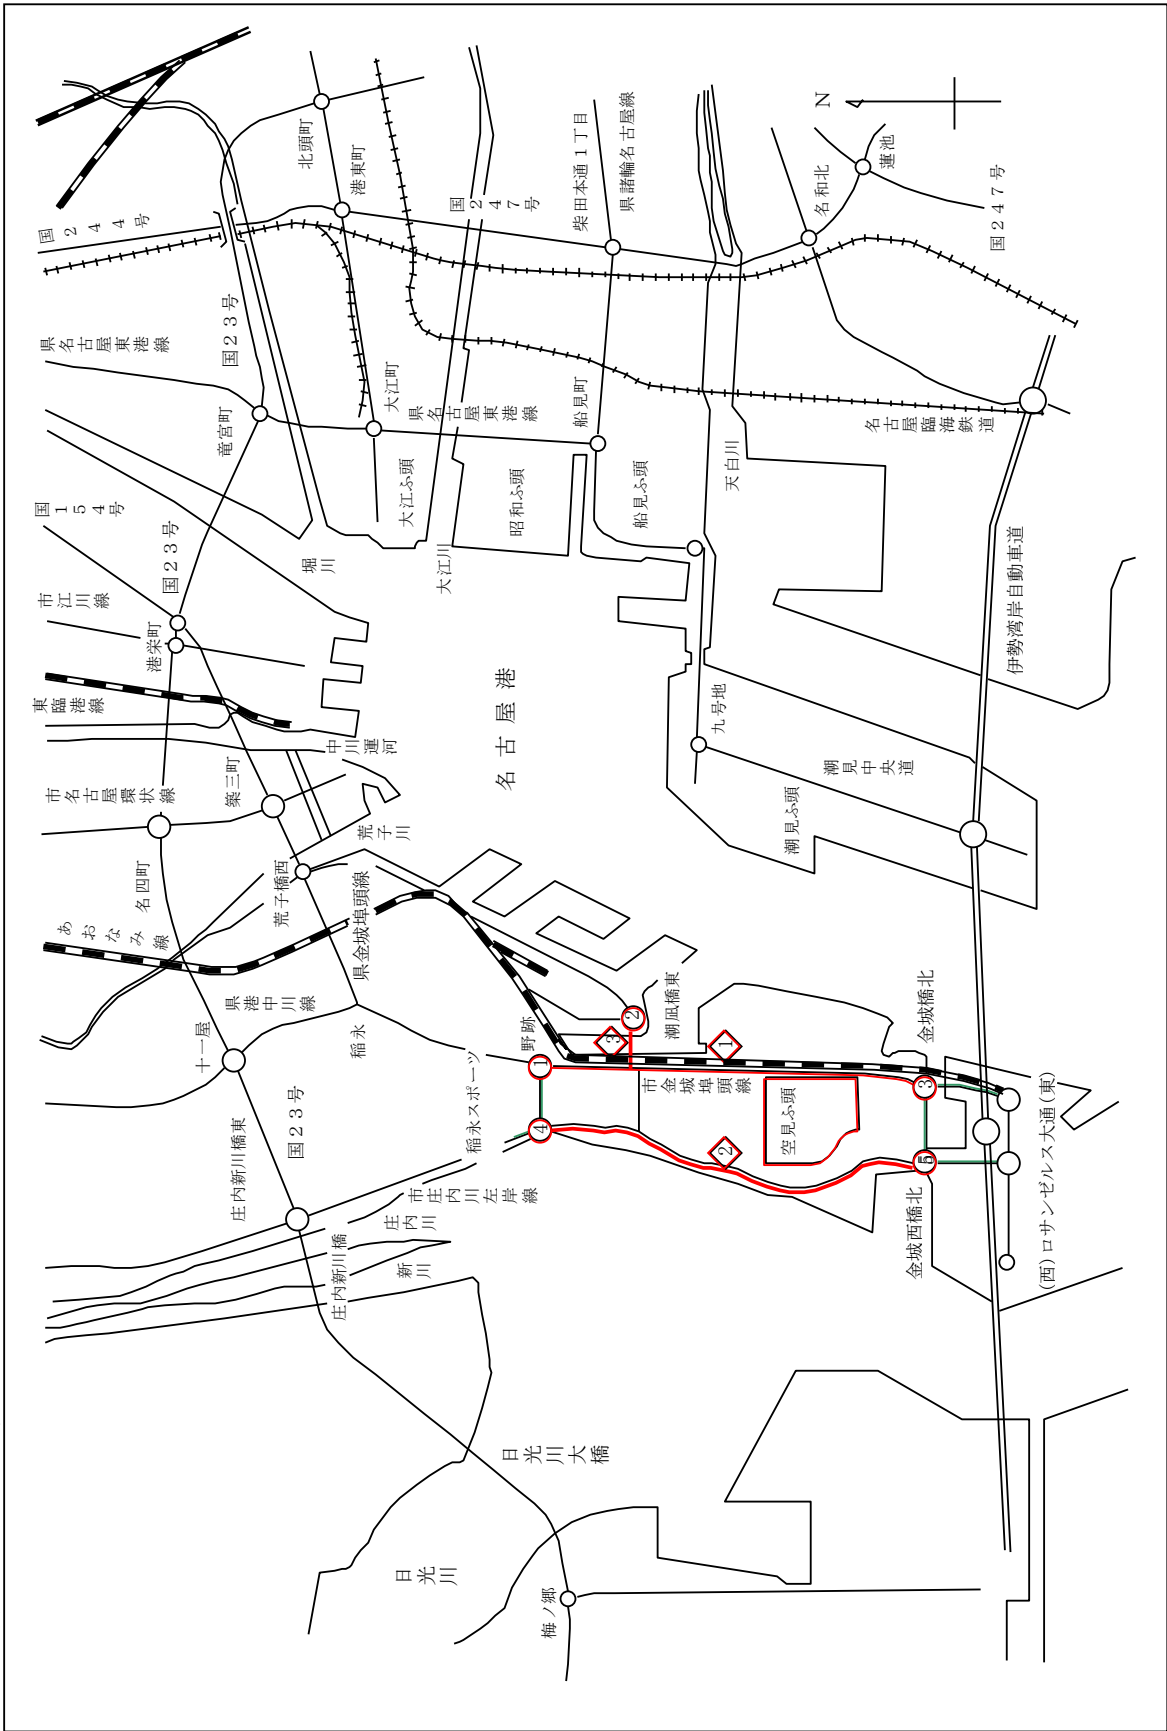 国244号
国23号
北頭町
港東町
国247号
柴田本通1丁目
県諸輪名古屋線
N
名和北
蓮池
国247号
県名古屋東港線
竜宮町
大江町
県名古屋東港線
船見町
名古屋臨海鉄道
国154号
国23号
堀川
大江ふ頭
昭和ふ頭
大江川
船見ふ頭
天白川
伊勢湾岸自動車道
市江川線
港栄町
東臨港線
中川運河
名古屋港
九号地
潮見中央道
潮見ふ頭
市名古屋環状線
築三町
荒子川
名四町
荒子橋西
あおなみ線
県金城埠頭線
県港中川線
稲永
十一屋
野跡
潮凪橋東
2
3
1
1
市金城埠頭線
金城橋北
3
空見ふ頭
稲永スポーツ
4
2
5
金城西橋北
(西)ロサンゼルス大通(東)
国23号
庄内新川橋東
市庄内川左岸線
庄内川
庄内新川橋
新川
日光川大橋
日光川
梅ノ郷